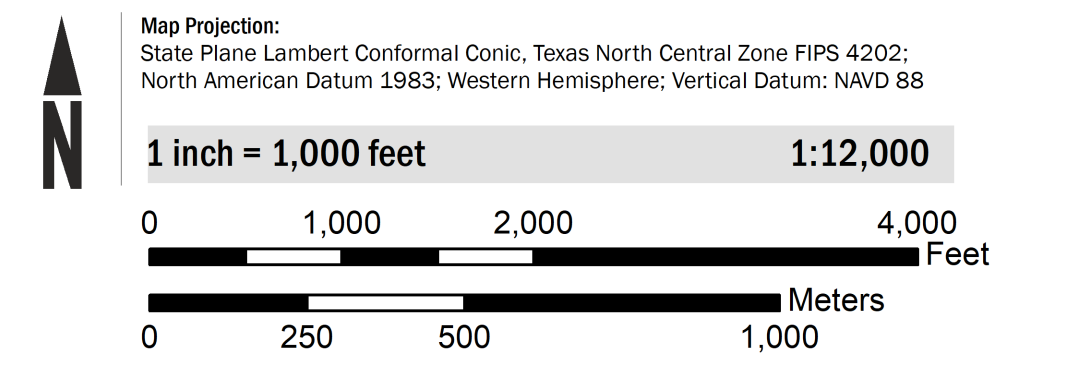 N
Map Projection:
State Plane Lambert Conformal Conic, Texas North Central Zone FIPS 4202;
North American Datum 1983; Western Hemisphere; Vertical Datum: NAVD 88
1 inch = 1,000 feet 1:12,000
0 1,000 2,000 4,000
Feet
Meters
0 250 500 1,000